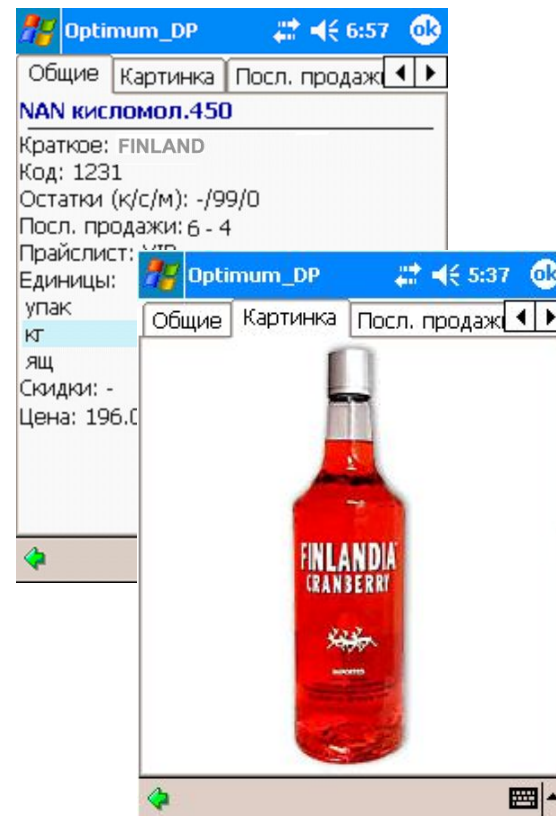 Optimum_DP 6:57 ok
Общие Картинка Посл. продаж
NAN кисломол.450
Краткое: FINLAND
Код: 1231
Остатки (к/с/м): -/99/0
Посл. продажи: 6 - 4
Прайслист:
Единицы:
упак
кг
ящ
Скидки: -
Цена: 196.0
Optimum_DP 5:37 ok
Общие Картинка Посл. продаж
FINLANDIA
CRANBERRY
IMPORTED